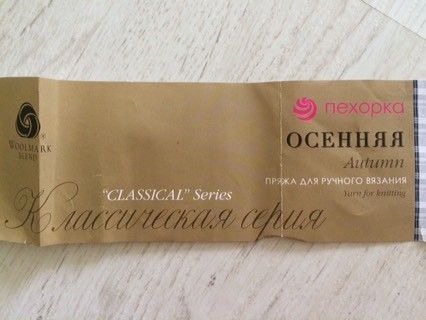 WOOLMARK
BLEND
"CLASSICAL" Series
Классическая серия
пехорка
ОСЕННЯЯ
Autumn
ПРЯЖА ДЛЯ РУЧНОГО ВЯЗАНИЯ
Yarn for knitting